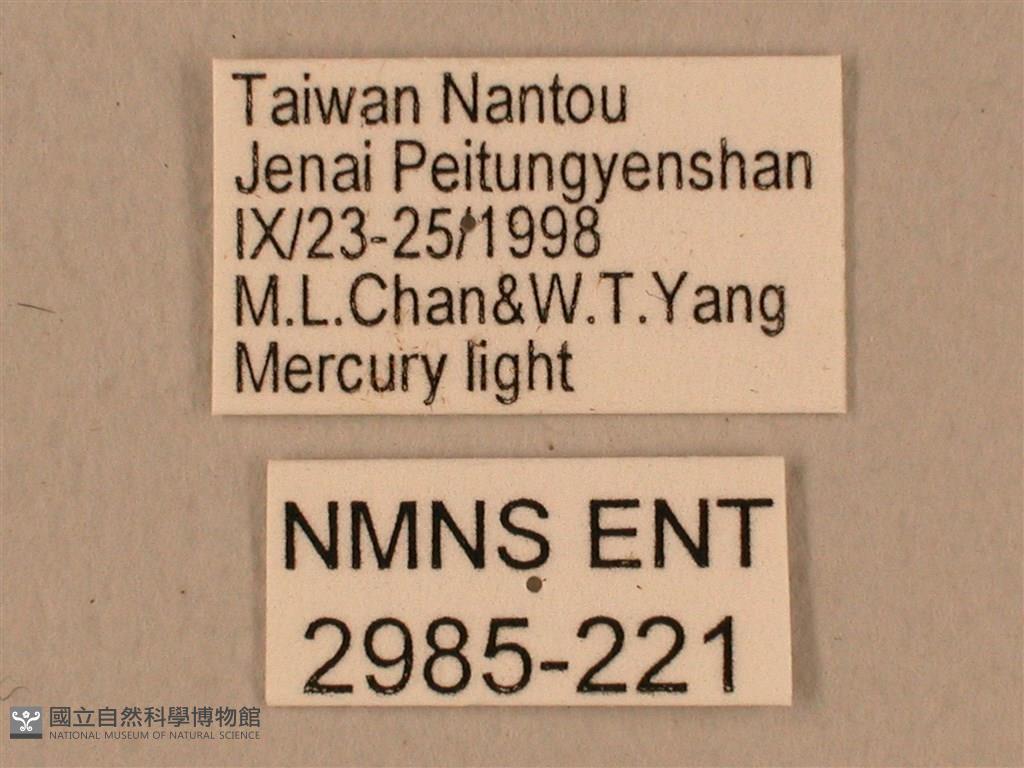 Taiwan Nantou
Jenai Peitungyenshan
IX/23-25/1998
M.L.Chan&W.T.Yang
Mercury light
NMNS ENT
2985-221
國立自然科學博物館
NATIONAL MUSEUM OF NATURAL SCIENCE